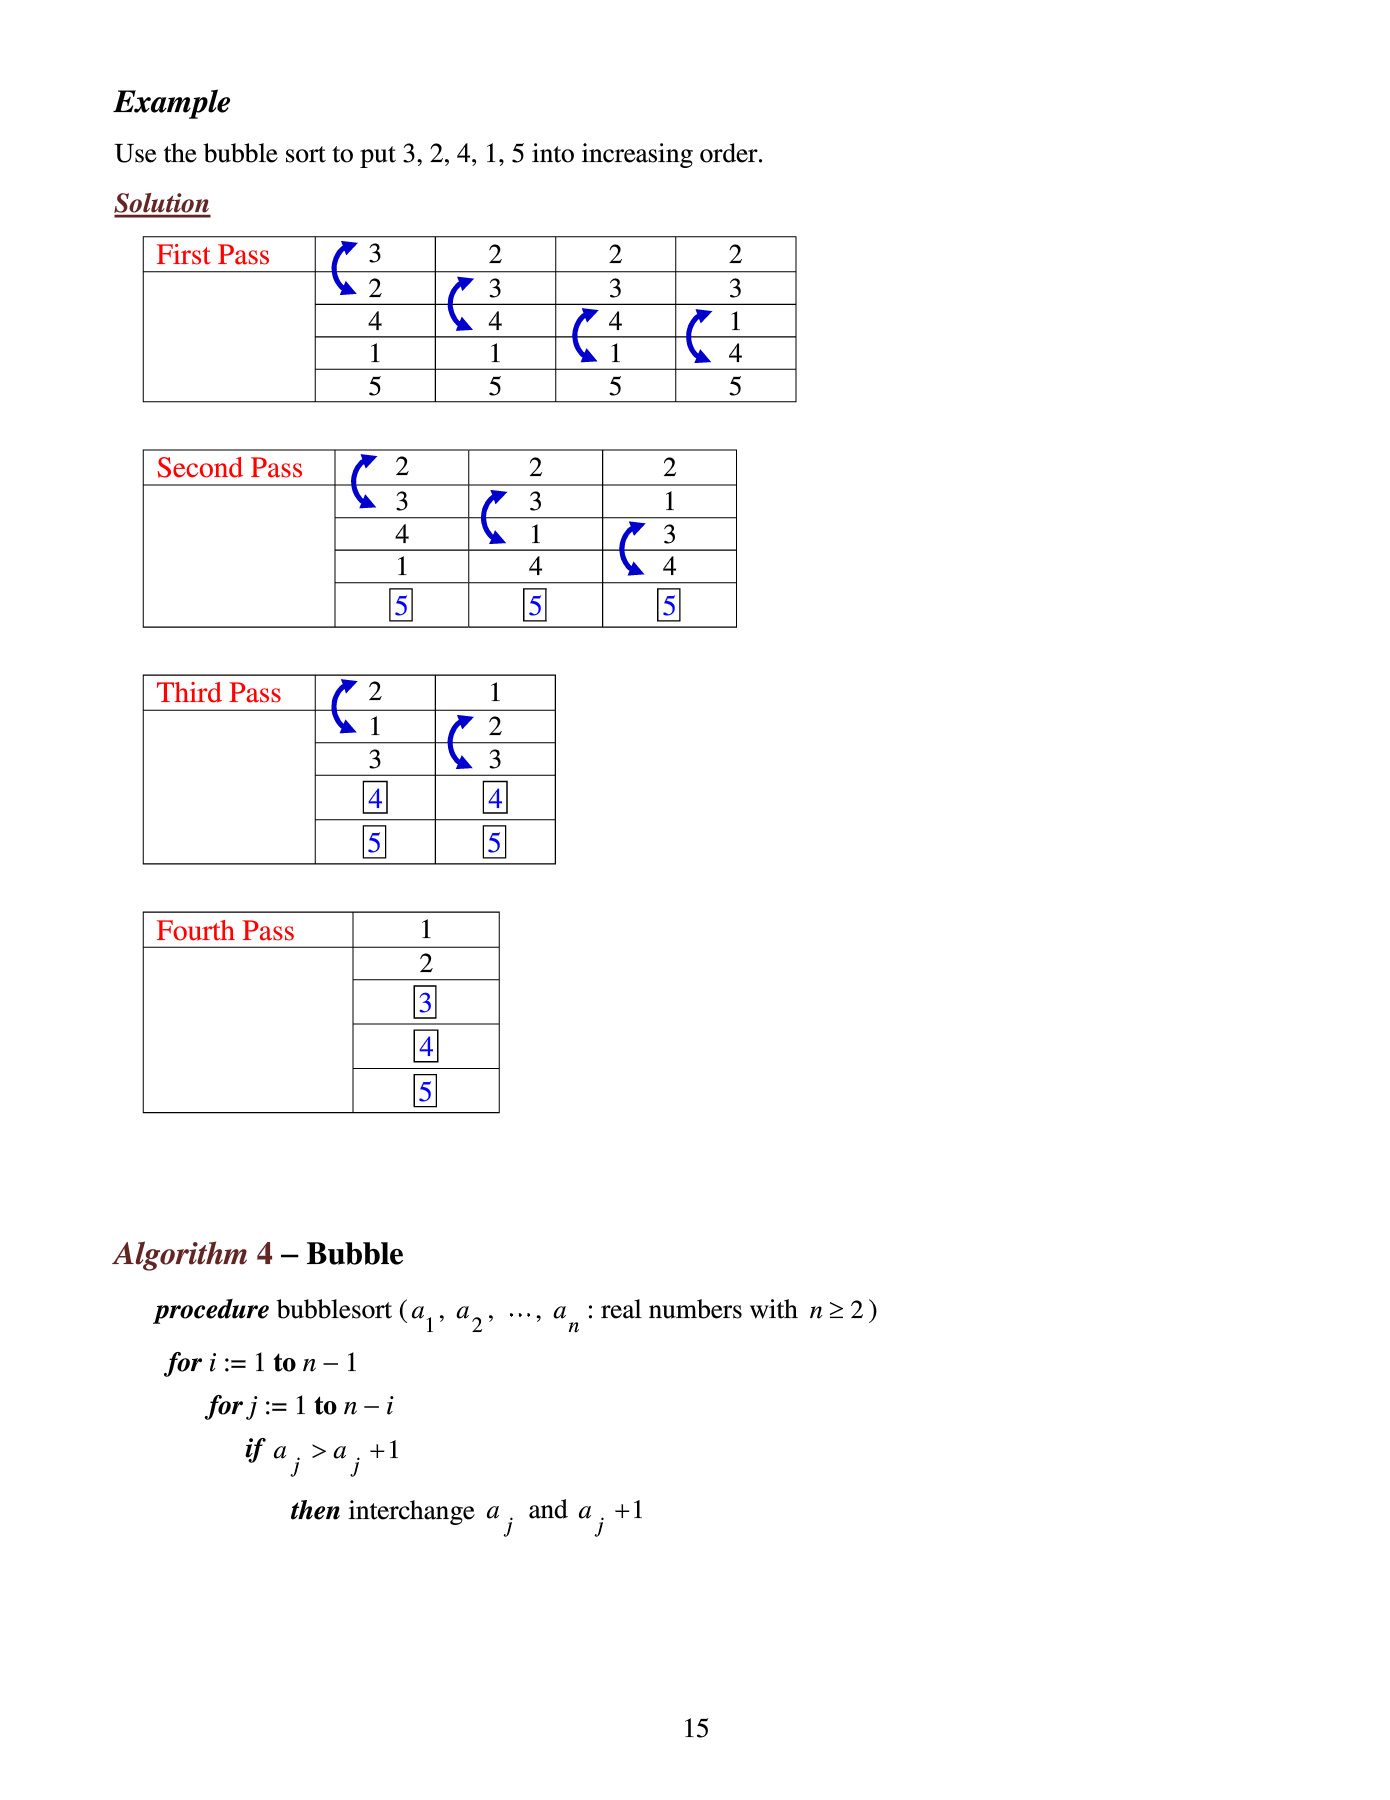 Example
Use the bubble sort to put 3, 2, 4, 1, 5 into increasing order.
Solution
First Pass 3 2 2 2
2 3 3 3
4 4 4 1
1 1 1 4
5 5 5 5
Second Pass 2 2 2
3 3 1
4 1 3
1 4 4
5 5 5
Third Pass 2 1
1 2
3 3
4 4
5 5
Fourth Pass 1
2
3
4
5
Algorithm 4 – Bubble
procedure bubblesort (a₁, a₂, …, aₙ : real numbers with n ≥ 2)
for i := 1 to n – 1
for j := 1 to n – i
if a_j > a_j +1
then interchange a_j and a_j +1
15